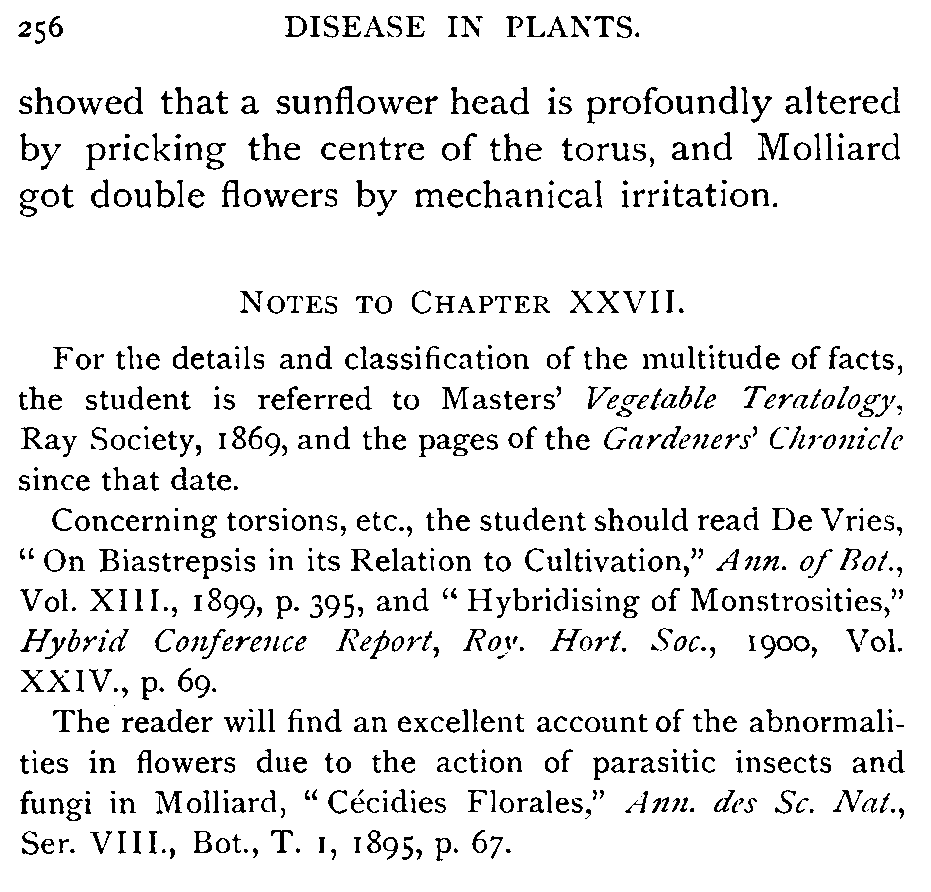 256 DISEASE IN PLANTS.
showed that a sunflower head is profoundly altered
by pricking the centre of the torus, and Molliard
got double flowers by mechanical irritation.
NOTES TO CHAPTER XXVII.
For the details and classification of the multitude of facts,
the student is referred to Masters' Vegetable Teratology,
Ray Society, 1869, and the pages of the Gardeners' Chronicle
since that date.
Concerning torsions, etc., the student should read De Vries,
“On Biastrepsis in its Relation to Cultivation,” Ann. of Bot.,
Vol. XIII., 1899, p. 395, and “Hybridising of Monstrosities,”
Hybrid Conference Report, Roy. Hort. Soc., 1900, Vol.
XXIV., p. 69.
The reader will find an excellent account of the abnormali-
ties in flowers due to the action of parasitic insects and
fungi in Molliard, “Cécidies Florales,” Ann. des Sc. Nat.,
Ser. VIII., Bot., T. 1, 1895, p. 67.